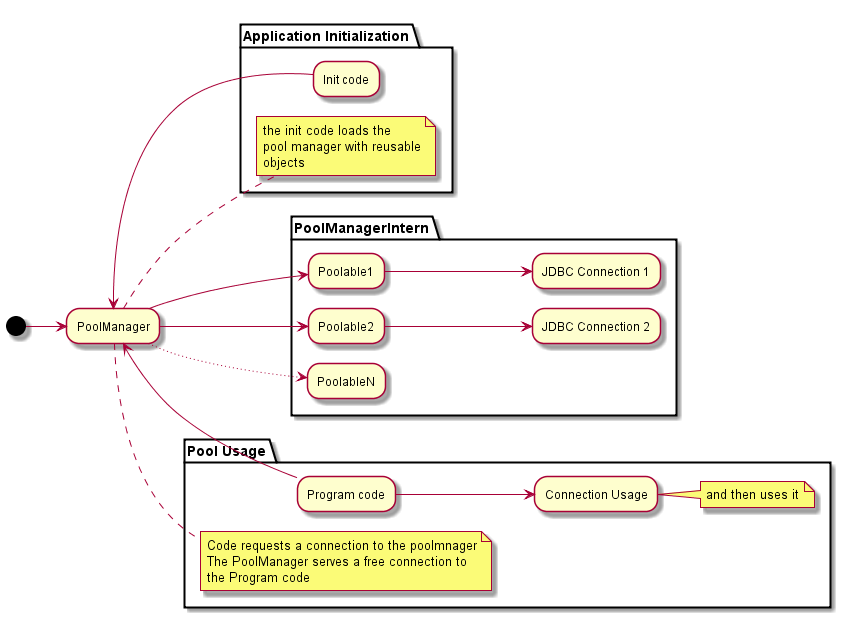 Application Initialization
Init code
the init code loads the
pool manager with reusable
objects
PoolManagerIntern
Poolable1
JDBC Connection 1
PoolManager
Poolable2
JDBC Connection 2
PoolableN
Pool Usage
Program code
Connection Usage
and then uses it
Code requests a connection to the poolmnager
The PoolManager serves a free connection to
the Program code